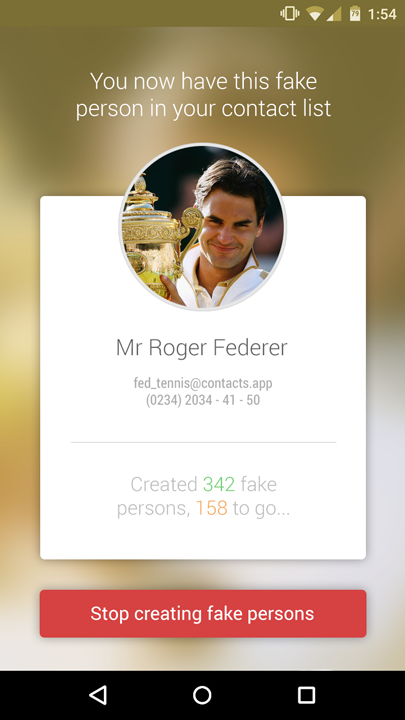 79 1:54
You now have this fake
person in your contact list
Mr Roger Federer
fed_tennis@contacts.app
(0234) 2034 - 41 - 50
Created 342 fake
persons, 158 to go...
Stop creating fake persons